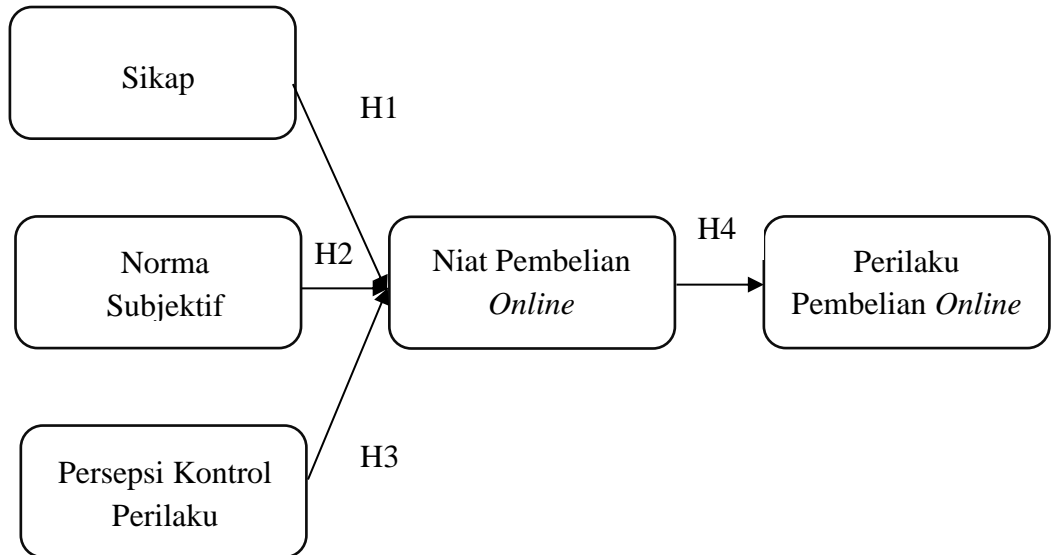 Sikap
H1
Norma
Subjektif
H2
Niat Pembelian
Online
H4
Perilaku
Pembelian Online
Persepsi Kontrol
Perilaku
H3